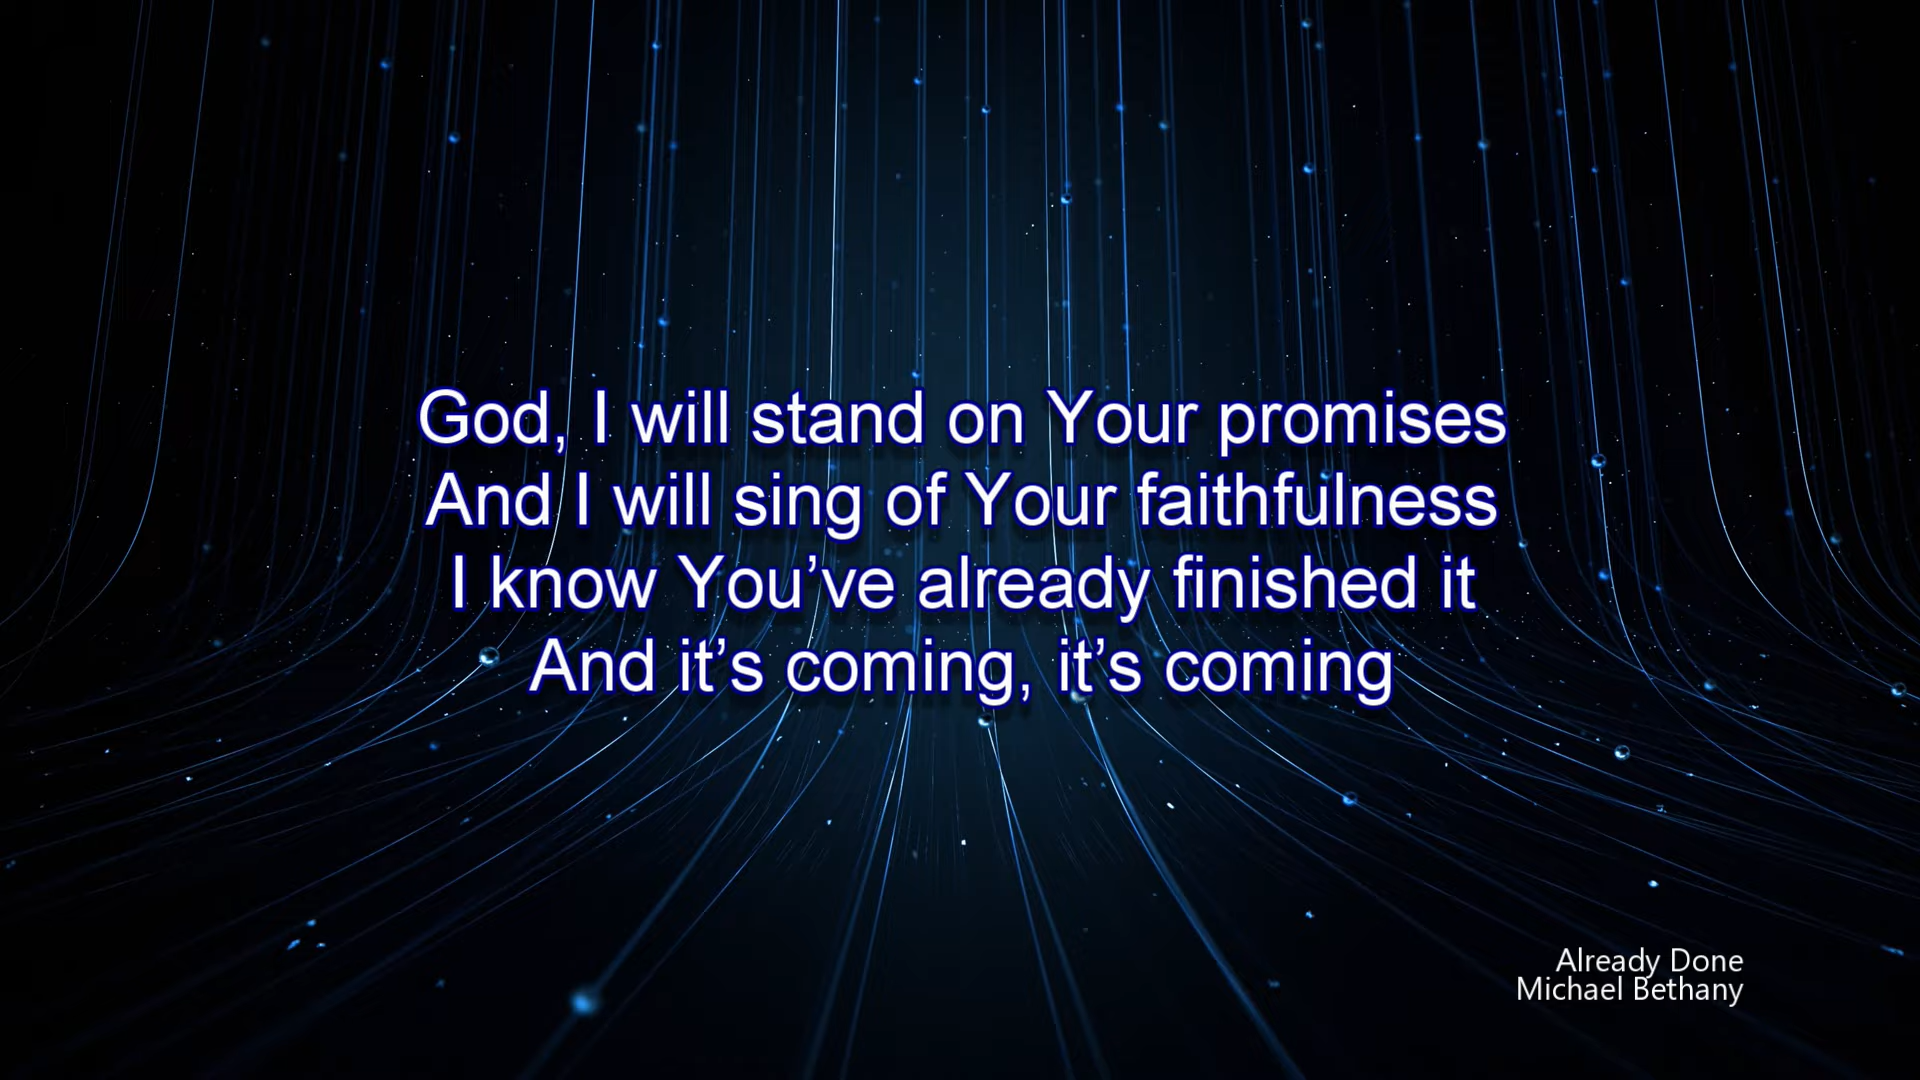 God, I will stand on Your promises
And I will sing of Your faithfulness
I know You’ve already finished it
And it’s coming, it’s coming
Already Done
Michael Bethany